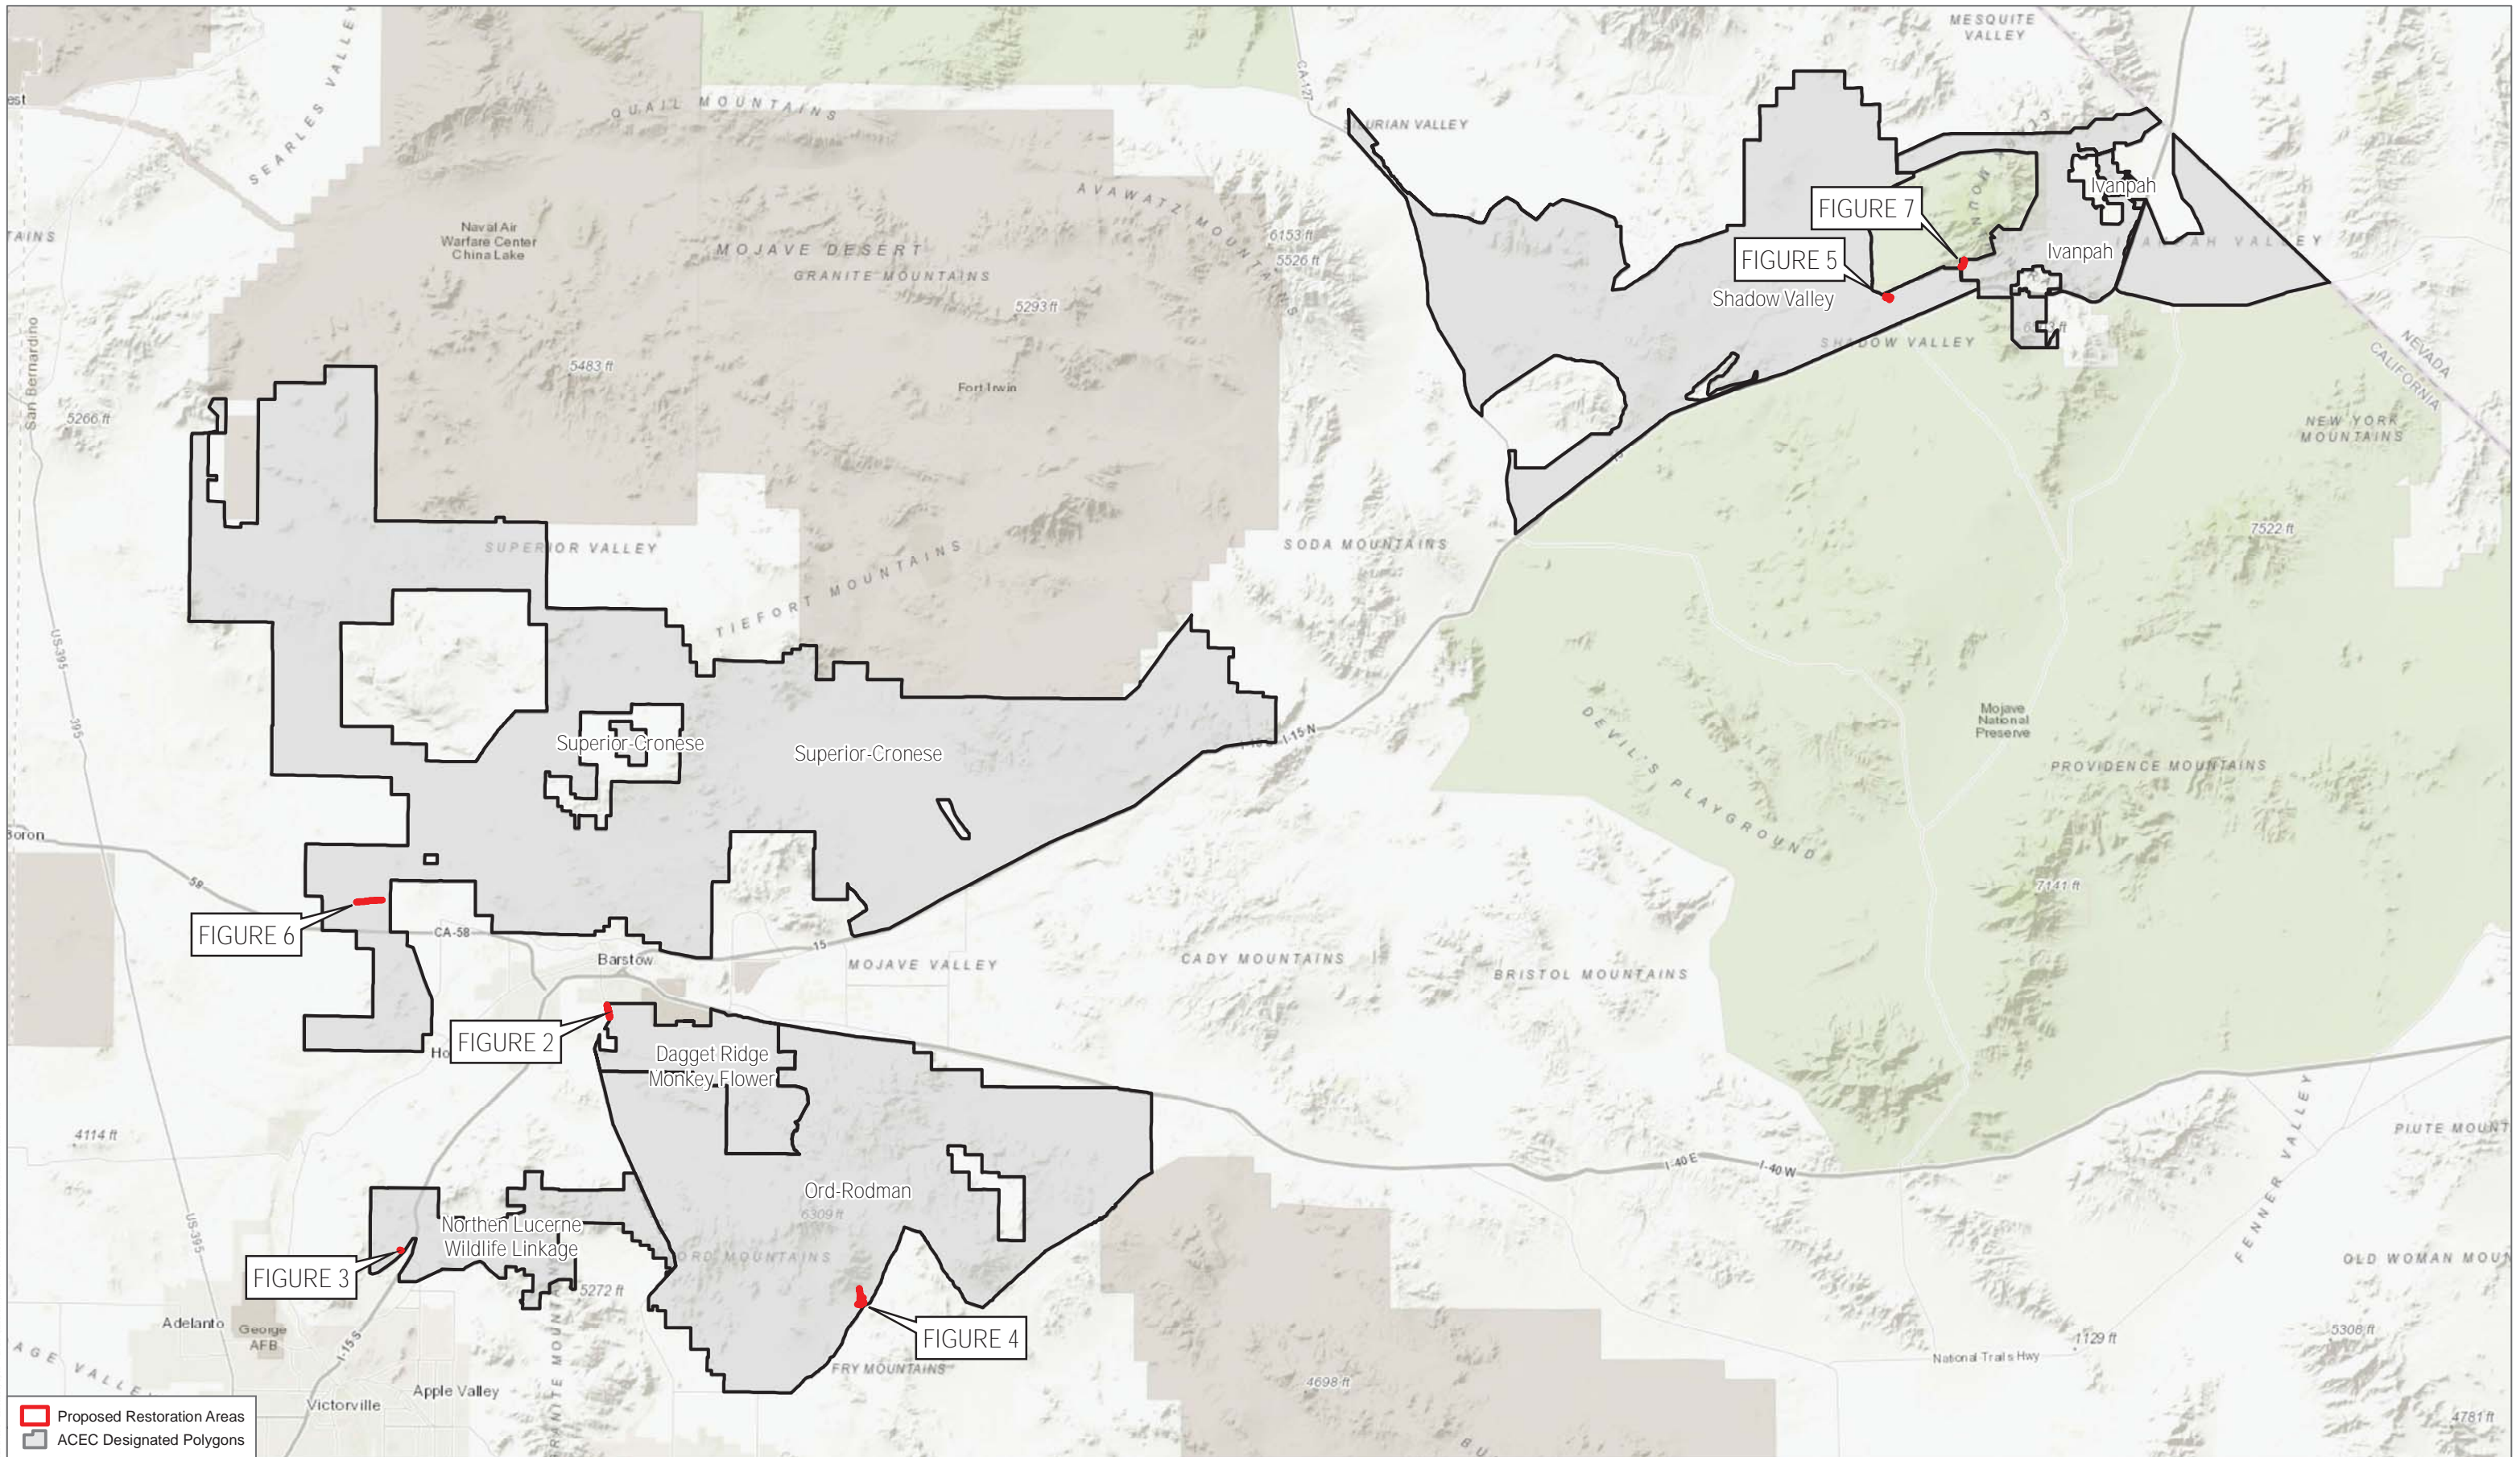 MESQUITE
VALLEY
SEARLES VALLEY
QUAIL MOUNTAINS
CA-127
Naval Air
Warfare Center
China Lake
MOJAVE DESERT
GRANITE MOUNTAINS
AVAWATZ MOUNTAINS
6153 ft
5526 ft
5293 ft
5483 ft
Fort Irwin
FIGURE 7
FIGURE 5
Shadow Valley
SHADOW VALLEY
Ivanpah
Ivanpah
NEVADA
CALIFORNIA
NEW YORK
MOUNTAINS
San Bernardino
5266 ft
SUPERIOR VALLEY
TIEFORT MOUNTAINS
SODA MOUNTAINS
7522 ft
US-395
395
Superior-Cronese
Superior-Cronese
I-15 N
Mojave
National
Preserve
DEVIL'S PLAYGROUND
PROVIDENCE MOUNTAINS
7141 ft
58
FIGURE 6
CA-58
Barstow
15
MOJAVE VALLEY
CADY MOUNTAINS
BRISTOL MOUNTAINS
FIGURE 2
Dagget Ridge
Monkey Flower
4114 ft
I-40 E
I-40 W
FENNER VALLEY
Ord-Rodman
6309 ft
ORD MOUNTAINS
Northen Lucerne
Wildlife Linkage
US-395
FIGURE 3
5272 ft
FIGURE 4
FRY MOUNTAINS
Adelanto
George
AFB
I-15 S
Apple Valley
Victorville
4698 ft
National Trails Hwy
1129 ft
5308 ft
4781 ft
Proposed Restoration Areas
ACEC Designated Polygons